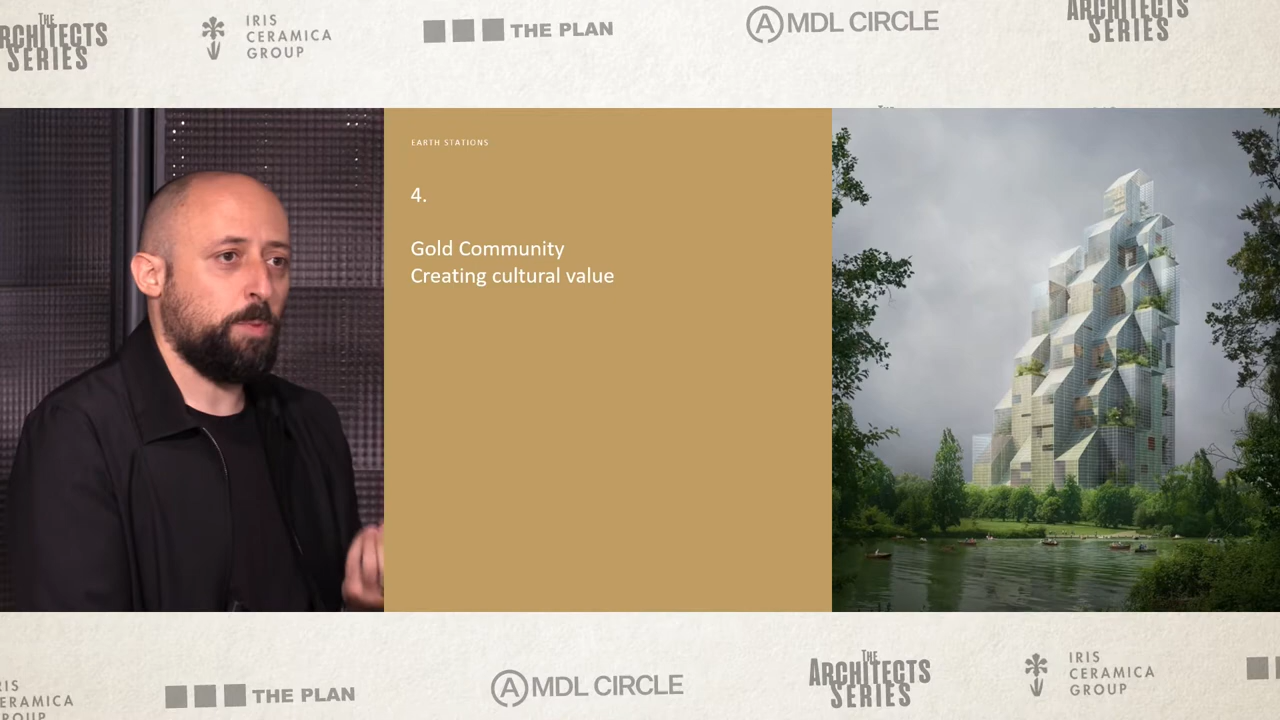 THE
ARCHITECTS
SERIES
IRIS
CERAMICA
GROUP
THE PLAN
A MDL CIRCLE
ARCHITECTS
SERIES
THE
EARTH STATIONS
4.
Gold Community
Creating cultural value
IRIS
CERAMICA
GROUP
THE PLAN
A MDL CIRCLE
THE
ARCHITECTS
SERIES
IRIS
CERAMICA
GROUP